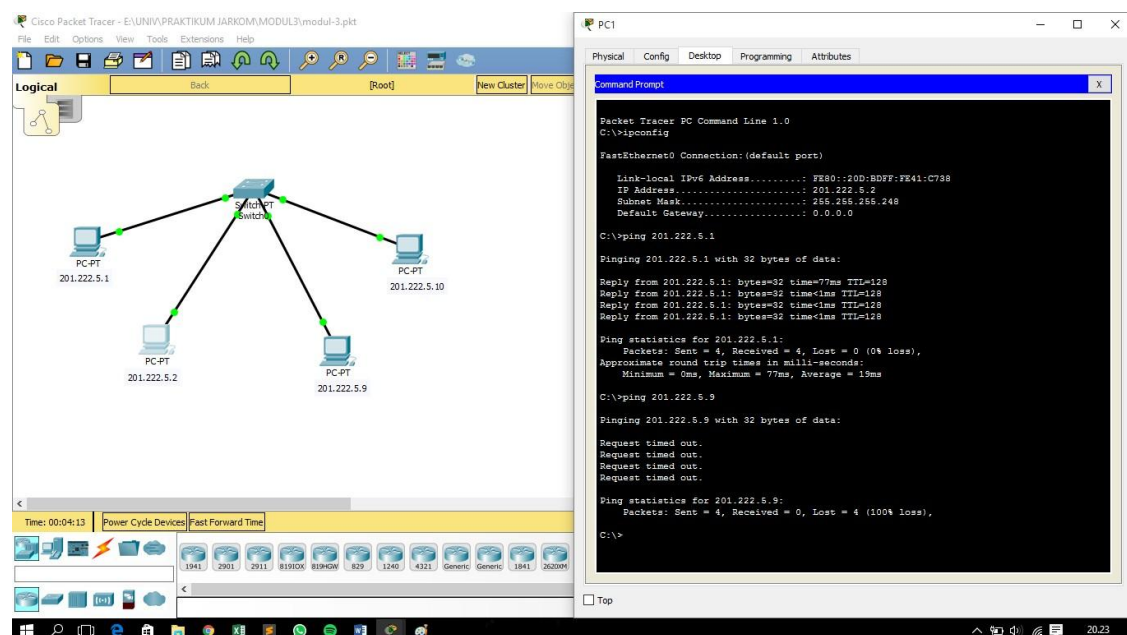 Cisco Packet Tracer - E:\UNIV\PRAKTIKUM JARKOM\MODUL3\modul-3.pkt
File Edit Options View Tools Extensions Help
Logical
Back
[Root]
New Cluster
Move Obje
Switch-PT
Switch0
PC-PT
201.222.5.1
PC-PT
201.222.5.10
PC-PT
201.222.5.2
PC-PT
201.222.5.9
Time: 00:04:13
Power Cycle Devices
Fast Forward Time
1941 2901 2911 819IOX 819HGW 829 1240 4321 Generic Generic 1841 2620XM
PC1
Physical Config Desktop Programming Attributes
Command Prompt
X
Packet Tracer PC Command Line 1.0
C:\>ipconfig
FastEthernet0 Connection:(default port)
Link-local IPv6 Address.........: FE80::20D:BDFF:FE41:C738
IP Address......................: 201.222.5.2
Subnet Mask.....................: 255.255.255.248
Default Gateway.................: 0.0.0.0
C:\>ping 201.222.5.1
Pinging 201.222.5.1 with 32 bytes of data:
Reply from 201.222.5.1: bytes=32 time=77ms TTL=128
Reply from 201.222.5.1: bytes=32 time<1ms TTL=128
Reply from 201.222.5.1: bytes=32 time<1ms TTL=128
Reply from 201.222.5.1: bytes=32 time<1ms TTL=128
Ping statistics for 201.222.5.1:
Packets: Sent = 4, Received = 4, Lost = 0 (0% loss),
Approximate round trip times in milli-seconds:
Minimum = 0ms, Maximum = 77ms, Average = 19ms
C:\>ping 201.222.5.9
Pinging 201.222.5.9 with 32 bytes of data:
Request timed out.
Request timed out.
Request timed out.
Request timed out.
Ping statistics for 201.222.5.9:
Packets: Sent = 4, Received = 0, Lost = 4 (100% loss),
C:\>
Top
20.23